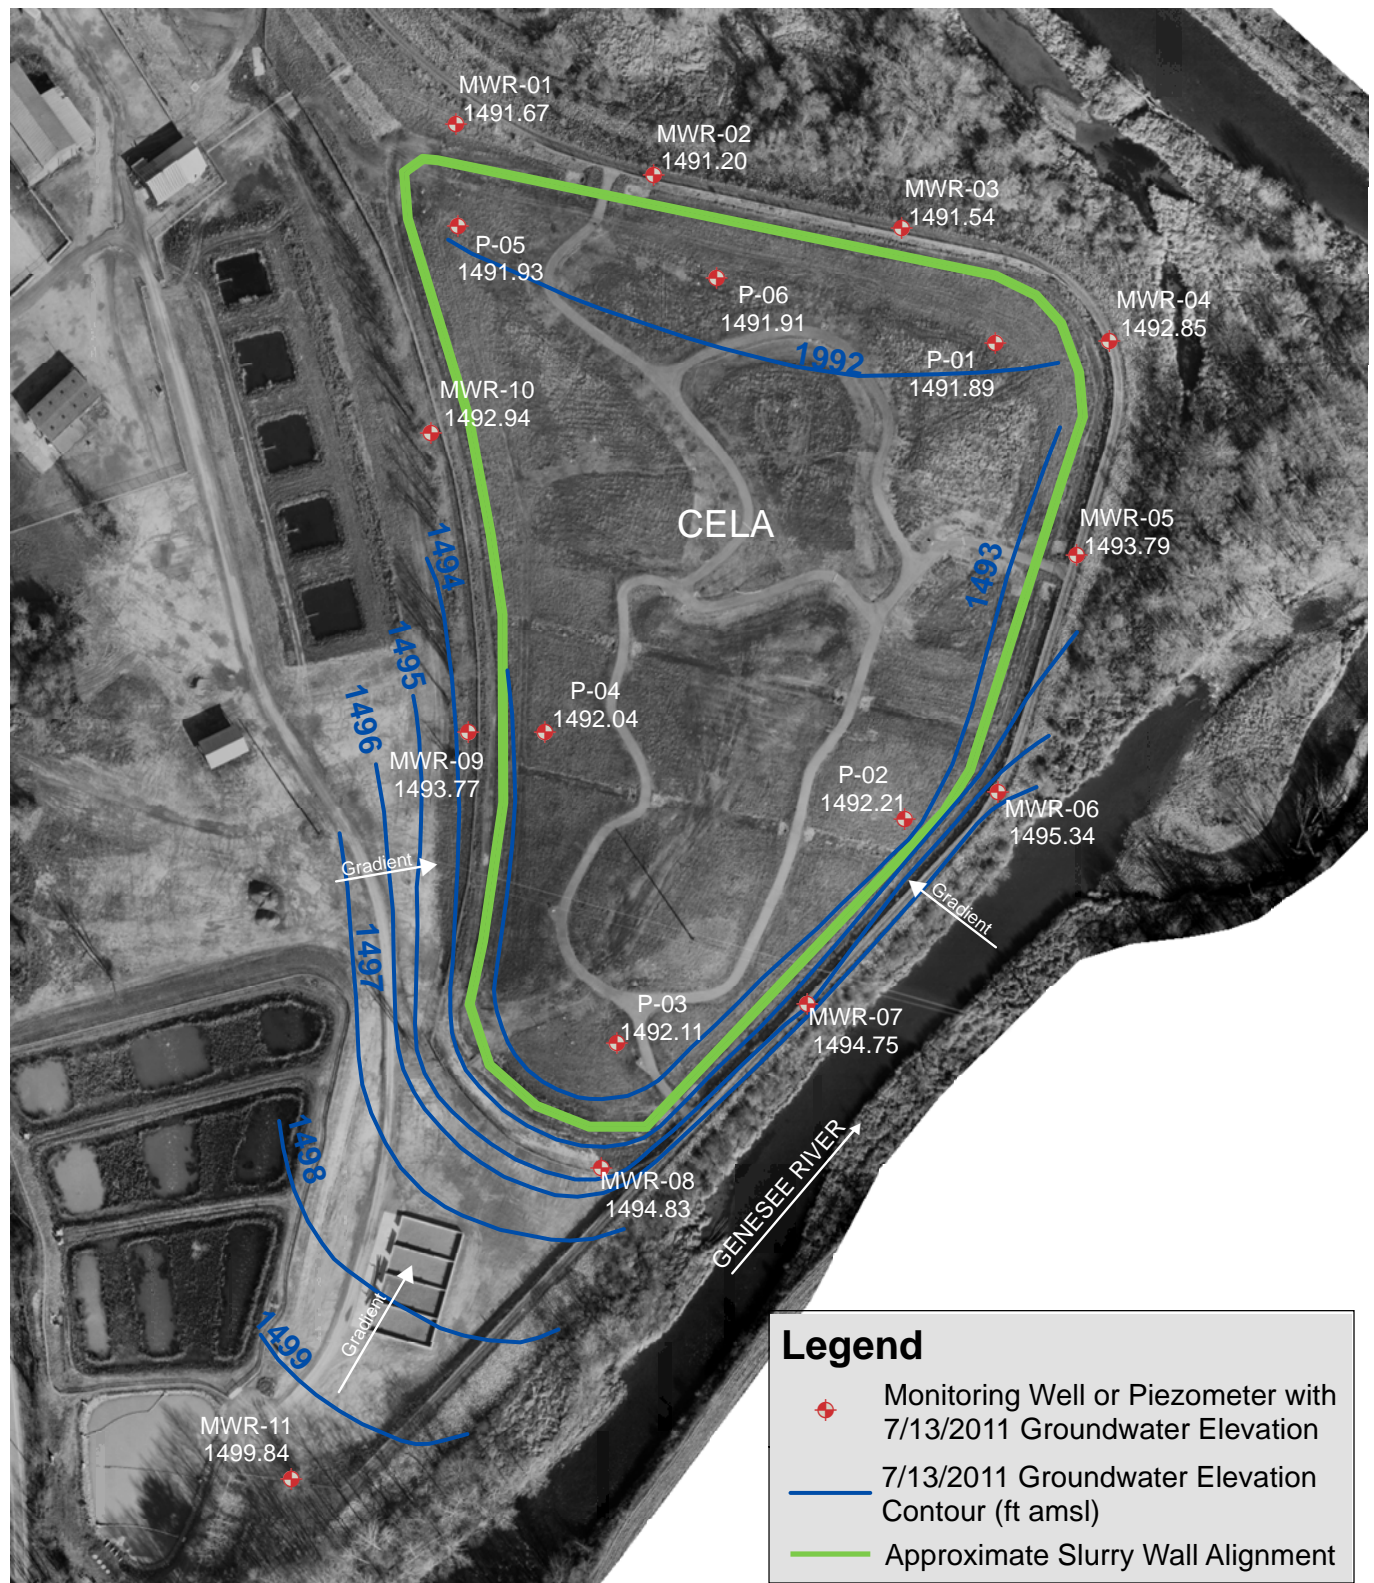 MWR-01
1491.67
MWR-02
1491.20
MWR-03
1491.54
P-05
1491.93
P-06
1491.91
MWR-04
1492.85
1992
P-01
1491.89
MWR-10
1492.94
CELA
MWR-05
1493.79
1494
1493
1495
1496
P-04
1492.04
MWR-09
1493.77
P-02
1492.21
MWR-06
1495.34
Gradient
Gradient
1497
P-03
1492.11
MWR-07
1494.75
1498
MWR-08
1494.83
GENESEE RIVER
Gradient
1499
MWR-11
1499.84
Legend
Monitoring Well or Piezometer with
7/13/2011 Groundwater Elevation
7/13/2011 Groundwater Elevation
Contour (ft amsl)
Approximate Slurry Wall Alignment